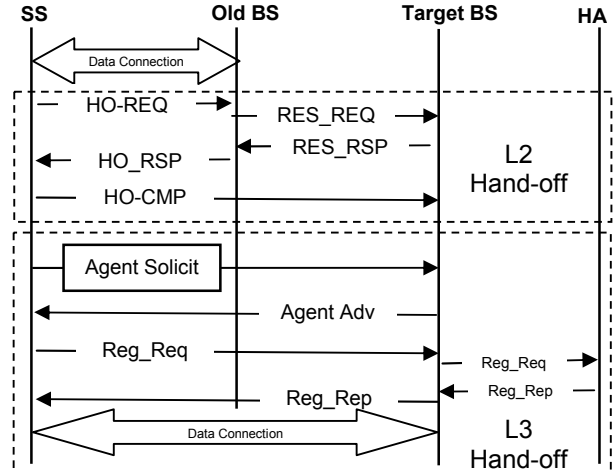 SS Old BS Target BS HA
Data Connection
HO-REQ
RES_REQ
RES_RSP
HO_RSP
L2
Hand-off
HO-CMP
Agent Solicit
Agent Adv
Reg_Req
Reg_Req
Reg_Rep
Reg_Rep
Data Connection
L3
Hand-off